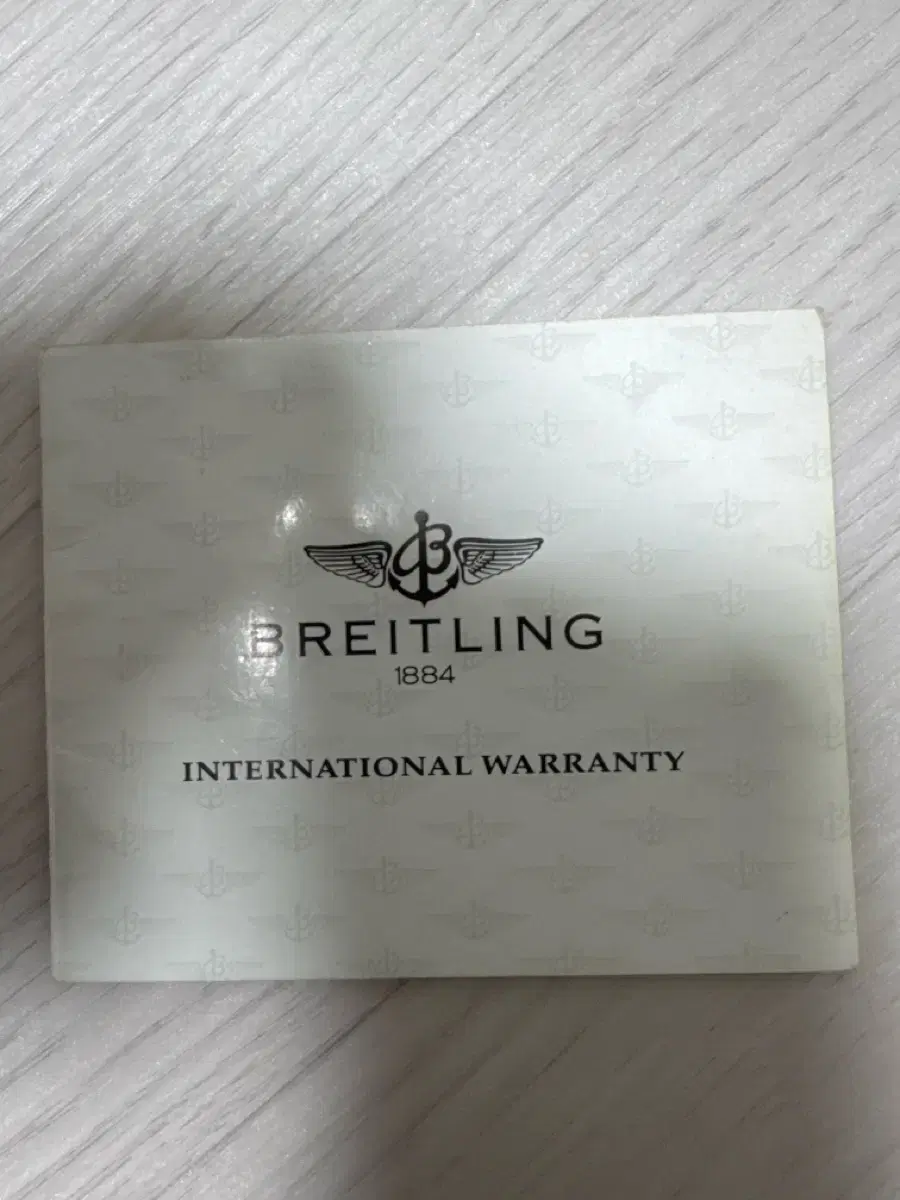 BREITLING
1884
INTERNATIONAL WARRANTY